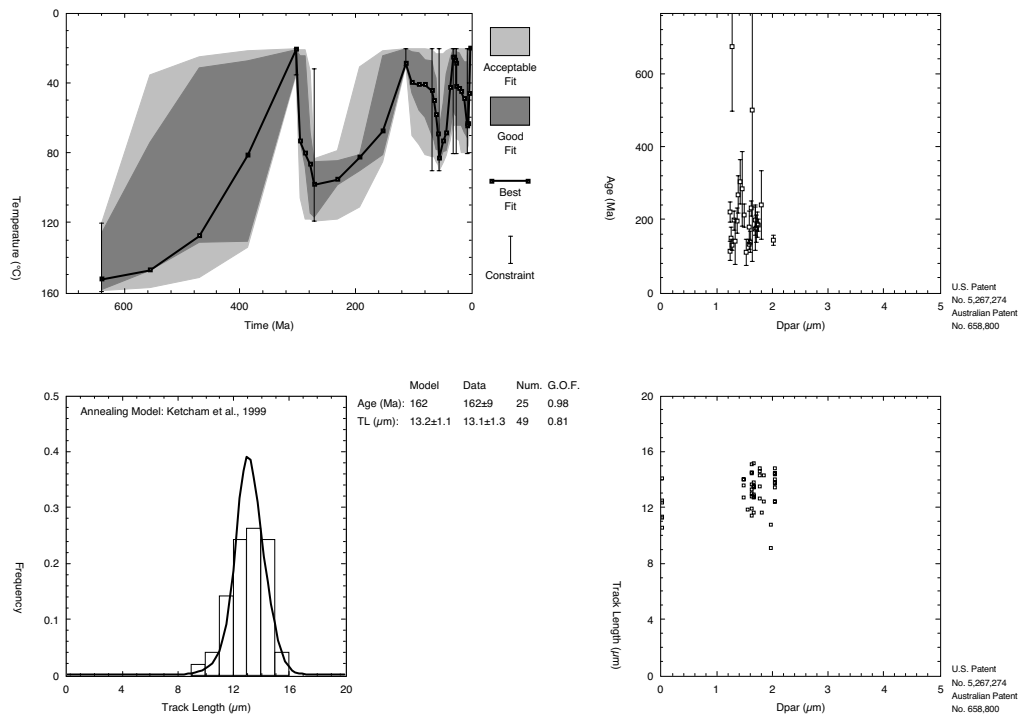 0
40
80
120
160
Temperature (°C)
600
400
200
0
Time (Ma)
Acceptable
Fit
Good
Fit
Best
Fit
Constraint
600
400
200
0
Age (Ma)
0
1
2
3
4
5
Dpar (µm)
U.S. Patent
No. 5,267,274
Australian Patent
No. 658,800
Model Data Num. G.O.F.
Age (Ma): 162 162±9 25 0.98
TL (µm): 13.2±1.1 13.1±1.3 49 0.81
Annealing Model: Ketcham et al., 1999
0.5
0.4
0.3
0.2
0.1
0
Frequency
0
4
8
12
16
20
Track Length (µm)
20
16
12
8
4
0
Track Length (µm)
0
1
2
3
4
5
Dpar (µm)
U.S. Patent
No. 5,267,274
Australian Patent
No. 658,800